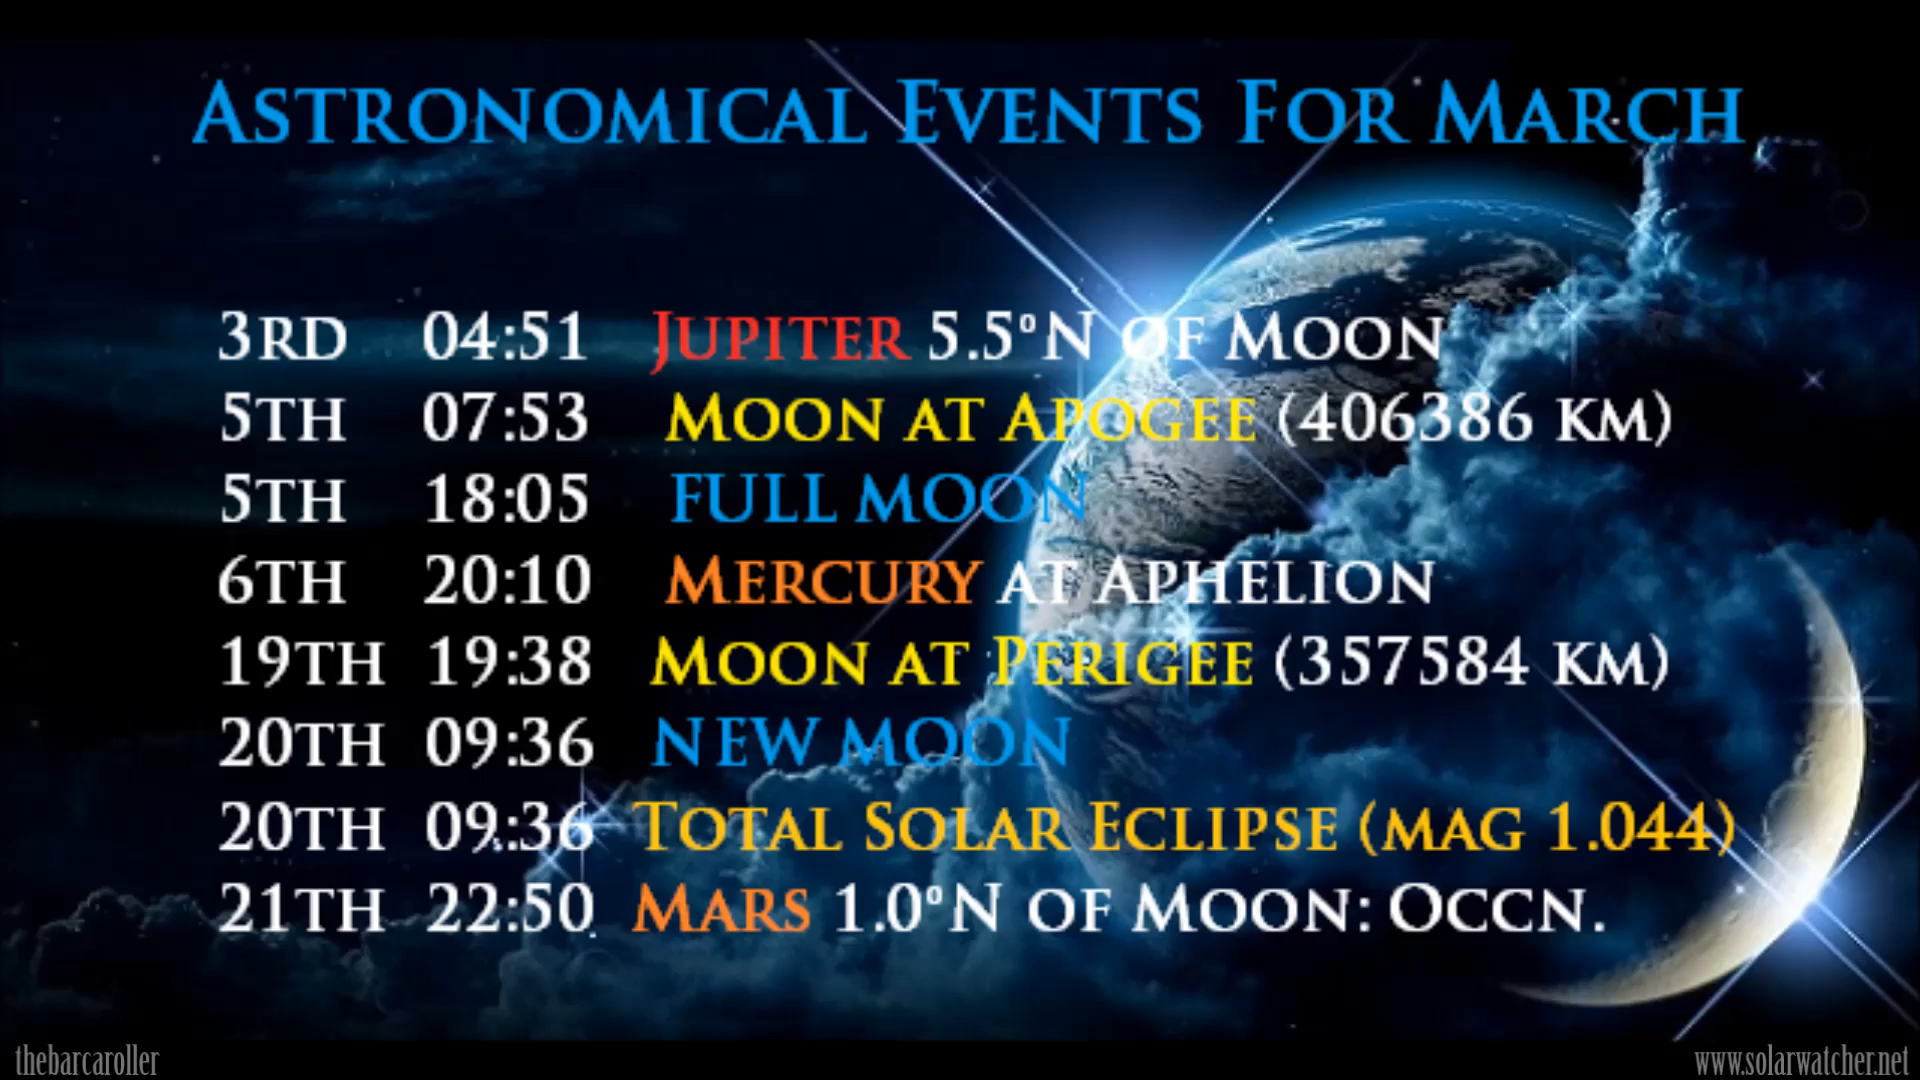 Astronomical Events For March
3rd 04:51 Jupiter 5.5°N of Moon
5th 07:53 Moon at Apogee (406386 km)
5th 18:05 FULL MOON
6th 20:10 Mercury at Aphelion
19th 19:38 Moon at Perigee (357584 km)
20th 09:36 NEW MOON
20th 09:36 Total Solar Eclipse (mag 1.044)
21th 22:50 Mars 1.0°N of Moon: Occn.
thebarcaroller
www.solarwatcher.net